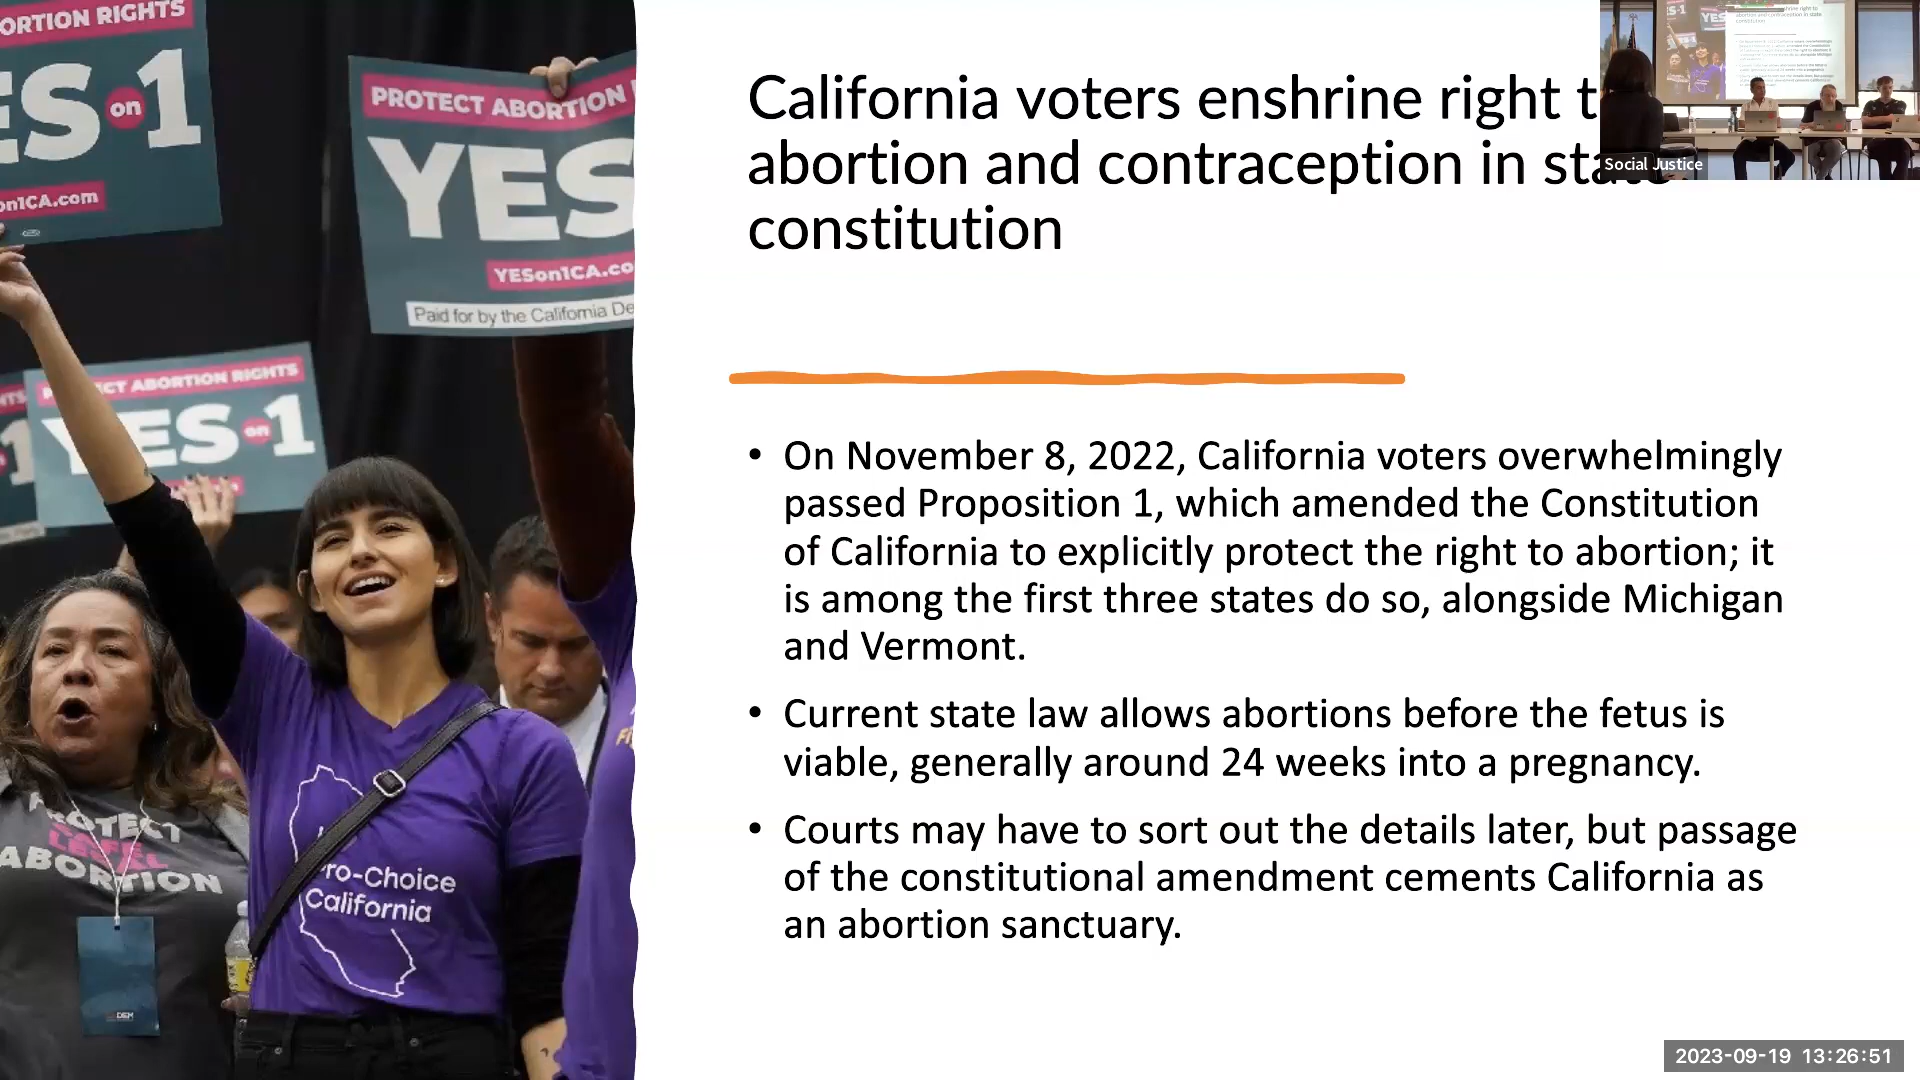 ORTION RIGHTS
ES on 1
on1CA.com
PROTECT ABORTION
YES
YESon1CA.co
Paid for by the California De
CT ABORTION RIGHTS
YES on 1
PROTECT
ABORTION
Pro-Choice
California
California voters enshrine right t
abortion and contraception in state
constitution
Social Justice
• On November 8, 2022, California voters overwhelmingly
passed Proposition 1, which amended the Constitution
of California to explicitly protect the right to abortion; it
is among the first three states do so, alongside Michigan
and Vermont.
• Current state law allows abortions before the fetus is
viable, generally around 24 weeks into a pregnancy.
• Courts may have to sort out the details later, but passage
of the constitutional amendment cements California as
an abortion sanctuary.
2023-09-19 13:26:51